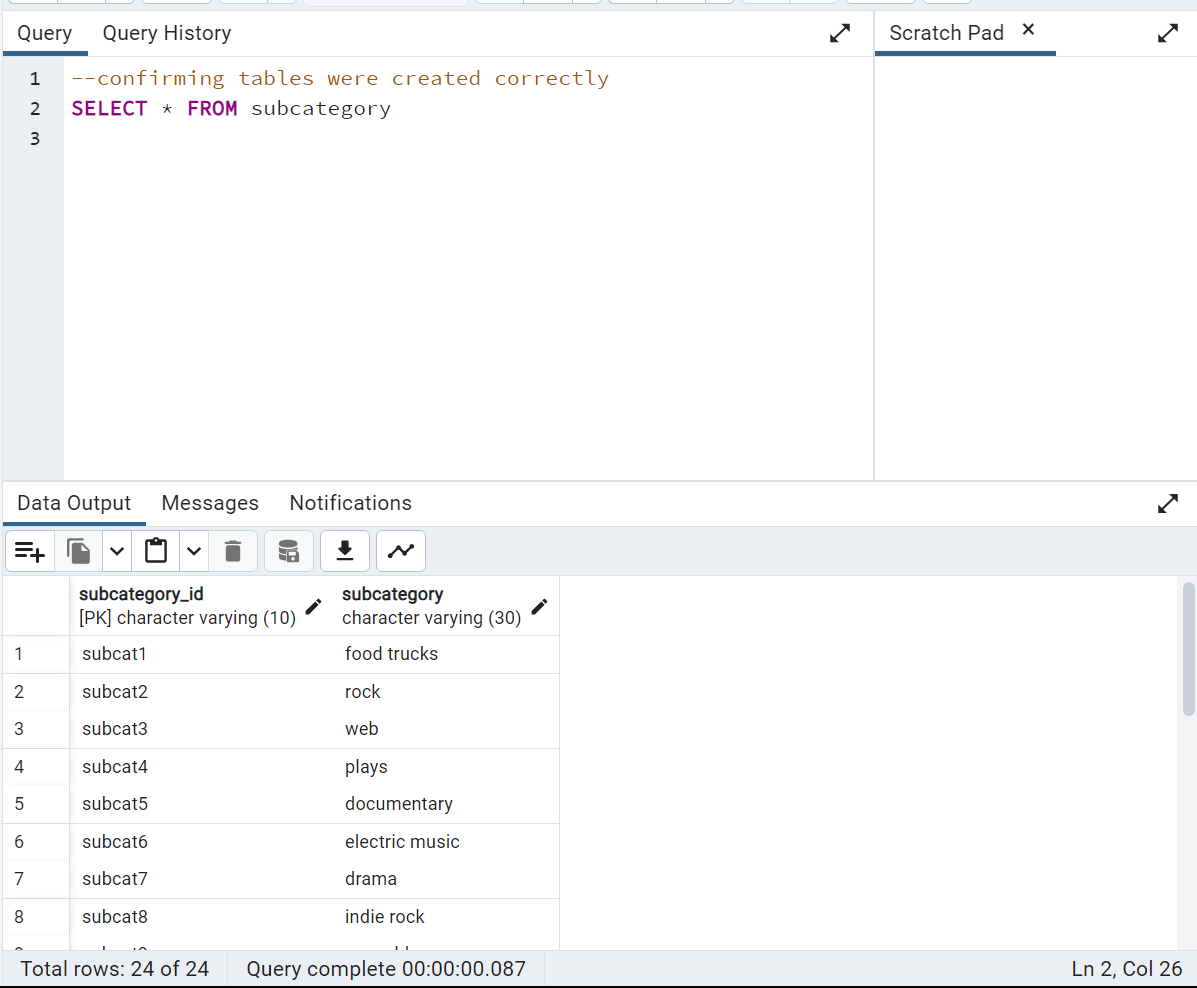 Query Query History Scratch Pad
1 --confirming tables were created correctly
2 SELECT * FROM subcategory
3
Data Output Messages Notifications
subcategory_id subcategory
[PK] character varying (10) character varying (30)
1 subcat1 food trucks
2 subcat2 rock
3 subcat3 web
4 subcat4 plays
5 subcat5 documentary
6 subcat6 electric music
7 subcat7 drama
8 subcat8 indie rock
Total rows: 24 of 24 Query complete 00:00:00.087 Ln 2, Col 26